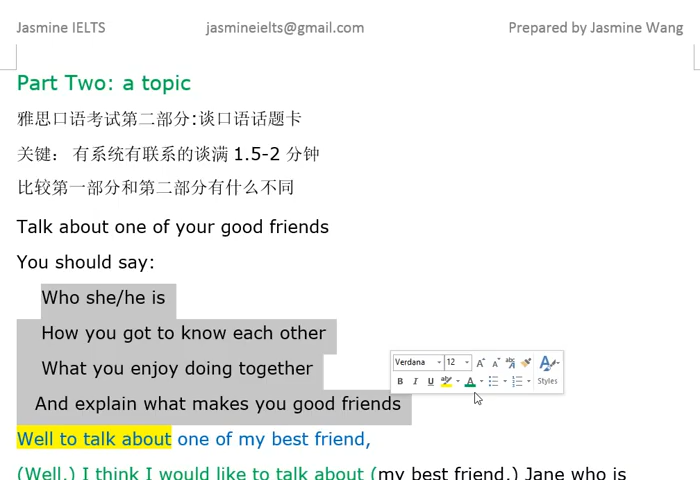 Jasmine IELTS jasmineielts@gmail.com Prepared by Jasmine Wang
Part Two: a topic
雅思口语考试第二部分:谈口语话题卡
关键： 有系统有联系的谈满 1.5-2 分钟
比较第一部分和第二部分有什么不同
Talk about one of your good friends
You should say:
Who she/he is
How you got to know each other
What you enjoy doing together
Verdana 12
B I U Styles
And explain what makes you good friends
Well to talk about one of my best friend,
(Well,) I think I would like to talk about (my best friend,) Jane who is